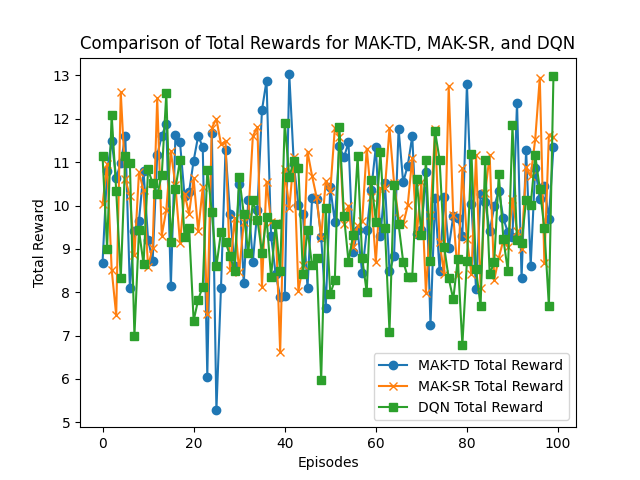 Comparison of Total Rewards for MAK-TD, MAK-SR, and DQN
13
12
11
10
9
8
7
6
5
Total Reward
0
20
40
60
80
100
Episodes
MAK-TD Total Reward
MAK-SR Total Reward
DQN Total Reward